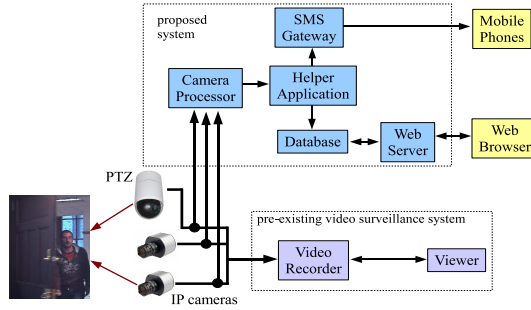 proposed
system
SMS
Gateway
Mobile
Phones
Camera
Processor
Helper
Application
Database
Web
Server
Web
Browser
PTZ
pre-existing video surveillance system
Video
Recorder
Viewer
IP cameras